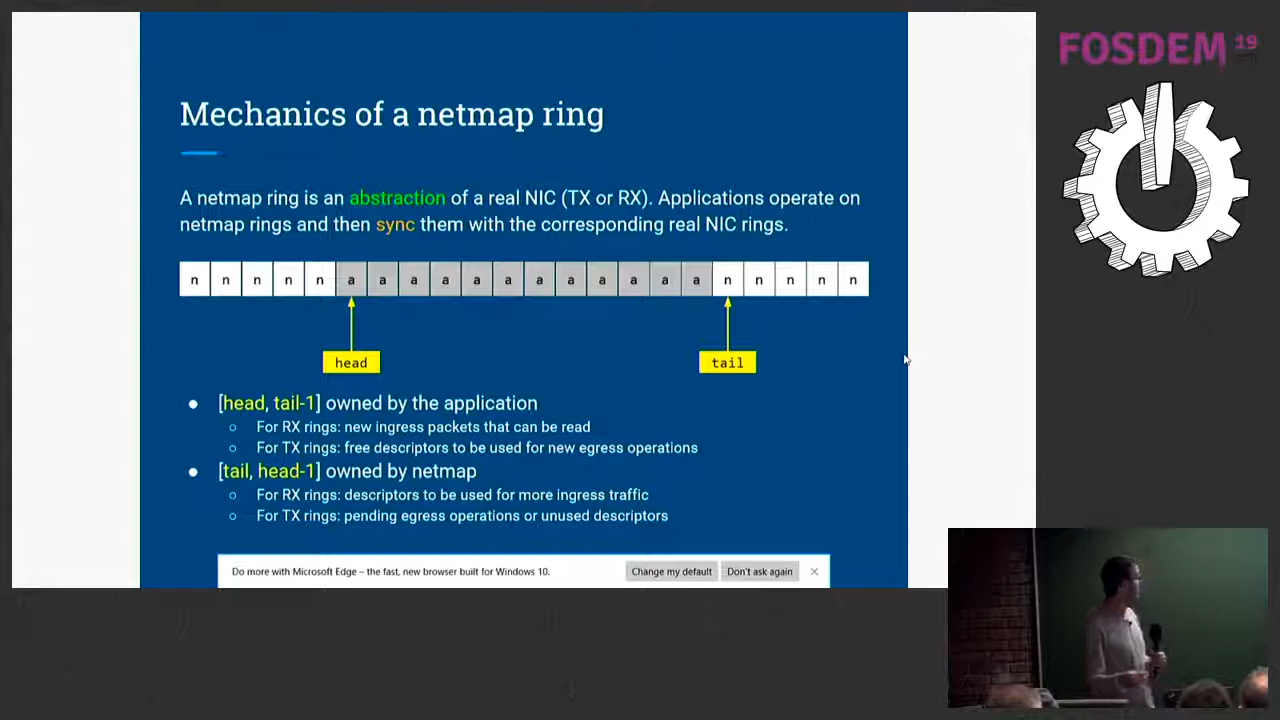 FOSDEM 19
Mechanics of a netmap ring
A netmap ring is an abstraction of a real NIC (TX or RX). Applications operate on
netmap rings and then sync them with the corresponding real NIC rings.
n n n n n a a a a a a a a a a a a n n n n n
head tail
[head, tail-1] owned by the application
For RX rings: new ingress packets that can be read
For TX rings: free descriptors to be used for new egress operations
[tail, head-1] owned by netmap
For RX rings: descriptors to be used for more ingress traffic
For TX rings: pending egress operations or unused descriptors
Do more with Microsoft Edge – the fast, new browser built for Windows 10. Change my default Don't ask again